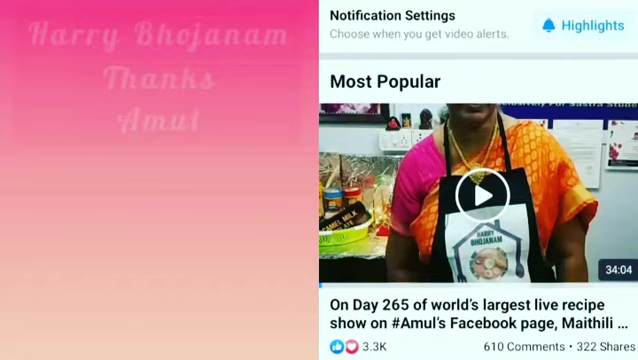 Harry Bhojanam
Thanks
Amul
Notification Settings
Highlights
Choose when you get video alerts.
Most Popular
CAMEL MILK
HARRY
BHOJANAM
34:04
On Day 265 of world's largest live recipe
show on #Amul's Facebook page, Maithili ...
3.3K
610 Comments • 322 Shares